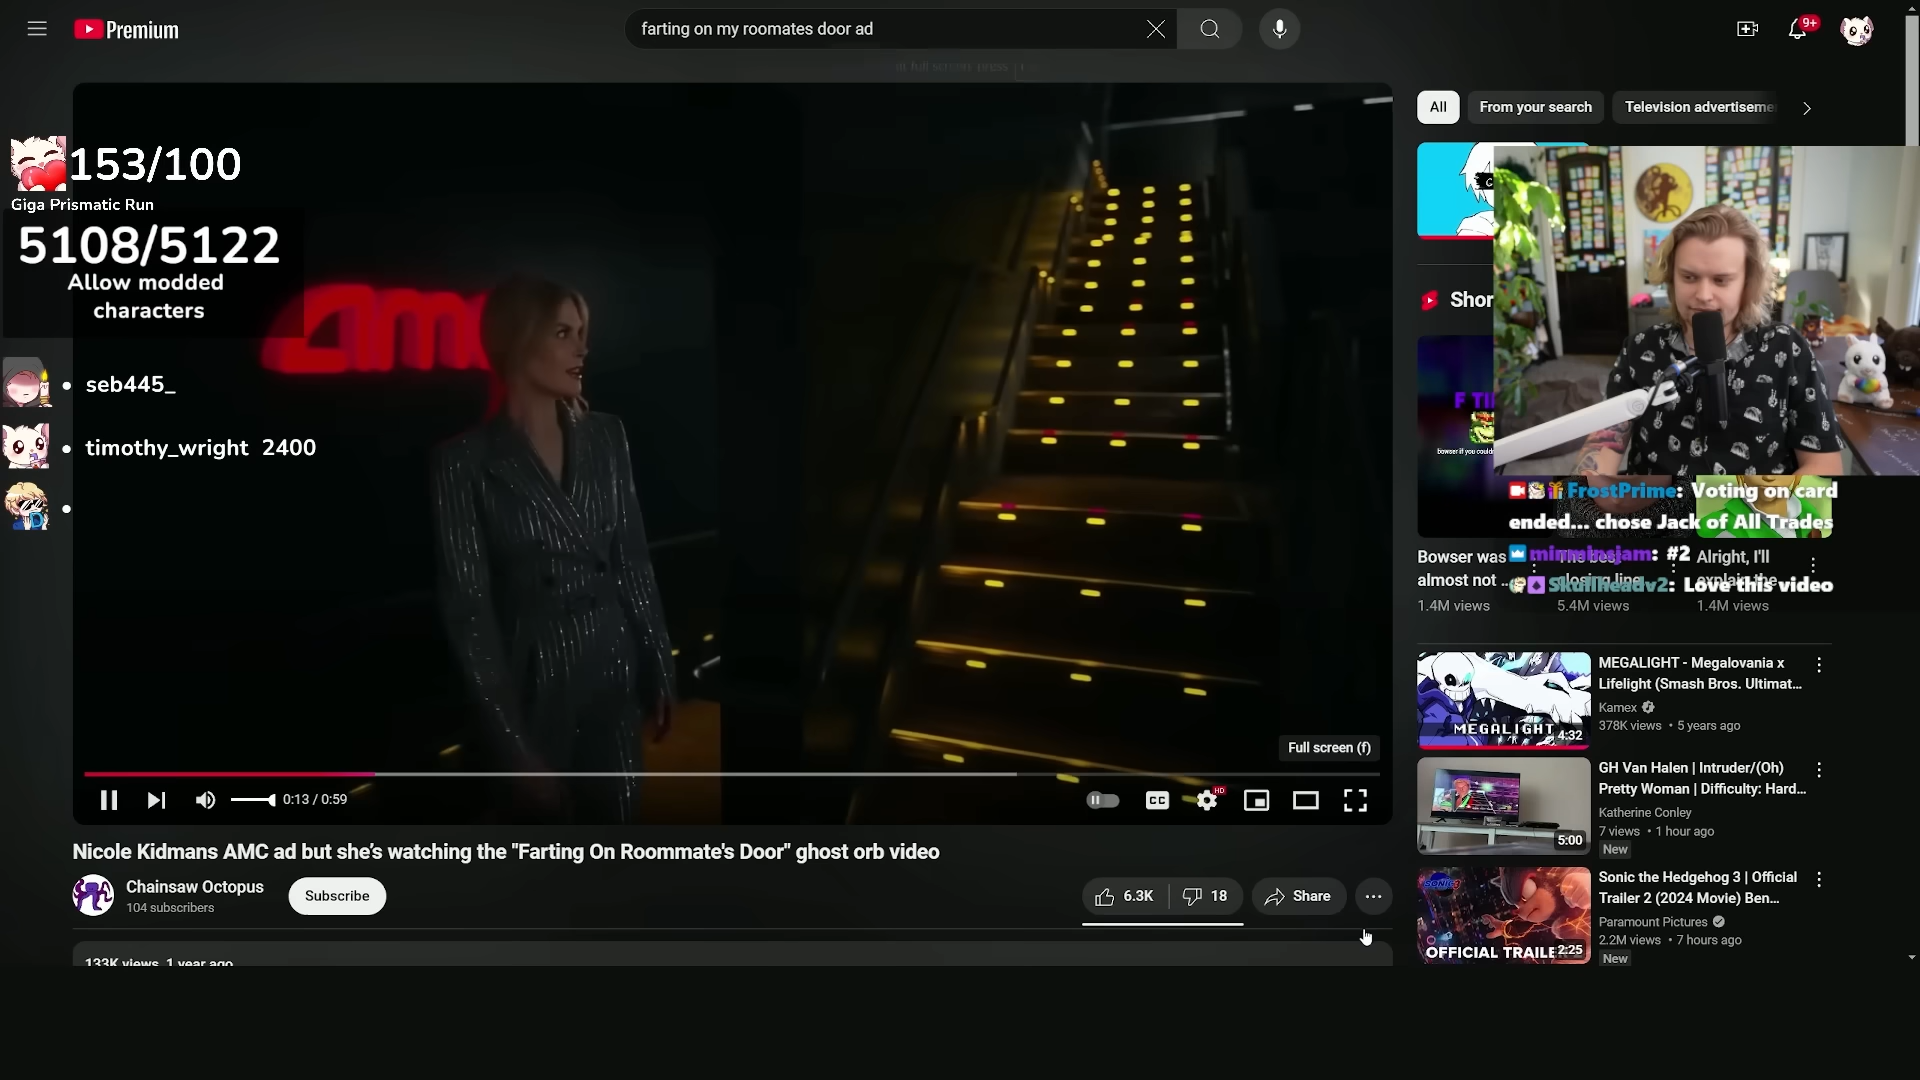 Premium
farting on my roomates door ad
9+
All
From your search
Television advertiseme
153/100
Giga Prismatic Run
5108/5122
Allow modded
characters
seb445_
timothy_wright 2400
amc
Shor
FrostPrime: Voting on card
ended... chose Jack of All Trades
#2
Skullheadv2: Love this video
Bowser was
almost not ...
1.4M views
5.4M views
Alright, I'll
explain the
1.4M views
MEGALIGHT
4:32
MEGALIGHT - Megalovania x
Lifelight (Smash Bros. Ultimat...
Kamex
378K views • 5 years ago
5:00
GH Van Halen | Intruder/(Oh)
Pretty Woman | Difficulty: Hard...
Katherine Conley
7 views • 1 hour ago
New
OFFICIAL TRAILE
2:25
Sonic the Hedgehog 3 | Official
Trailer 2 (2024 Movie) Ben...
Paramount Pictures
2.2M views • 7 hours ago
New
Full screen (f)
0:13 / 0:59
CC
HD
Nicole Kidmans AMC ad but she's watching the "Farting On Roommate's Door" ghost orb video
Chainsaw Octopus
104 subscribers
Subscribe
6.3K
18
Share
133K views 1 year ago